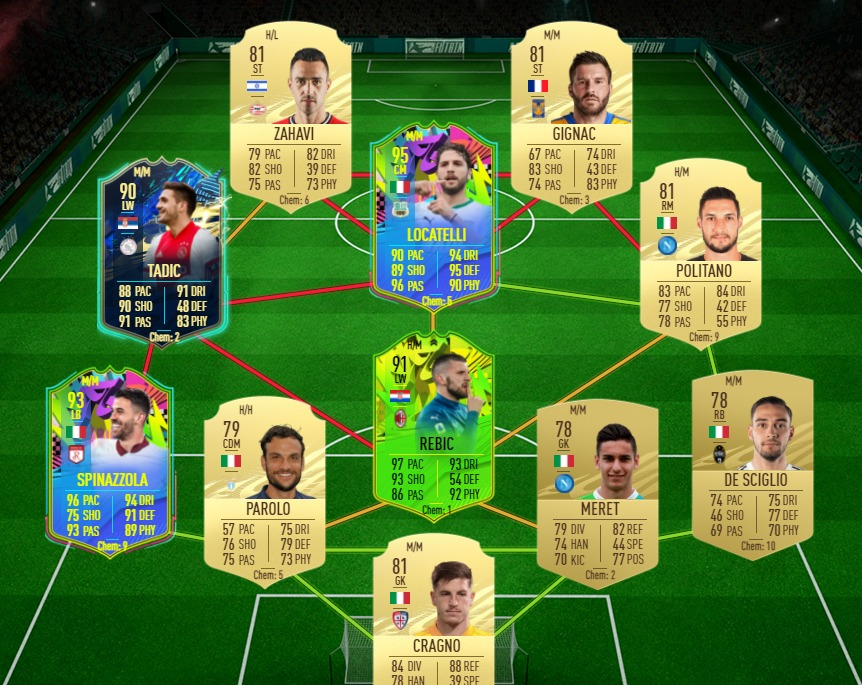 H/L
81
ST
ZAHAVI
79 PAC 82 DRI
82 SHO 39 DEF
75 PAS 73 PHY
Chem: 6
M/M
81
ST
GIGNAC
67 PAC 74 DRI
83 SHO 43 DEF
74 PAS 83 PHY
Chem: 3
M/M
95
CM
LOCATELLI
90 PAC 94 DRI
89 SHO 95 DEF
96 PAS 90 PHY
Chem: 5
M/M
90
LW
TADIC
88 PAC 91 DRI
90 SHO 48 DEF
91 PAS 83 PHY
Chem: 2
H/M
81
RM
POLITANO
83 PAC 84 DRI
77 SHO 42 DEF
78 PAS 55 PHY
Chem: 9
H/M
91
LW
REBIC
97 PAC 93 DRI
93 SHO 54 DEF
86 PAS 92 PHY
Chem: 1
M/M
93
LB
SPINAZZOLA
96 PAC 94 DRI
75 SHO 91 DEF
93 PAS 89 PHY
Chem: 9
H/H
79
CDM
PAROLO
57 PAC 75 DRI
76 SHO 79 DEF
75 PAS 73 PHY
Chem: 5
M/M
78
GK
MERET
79 DIV 82 REF
74 HAN 44 SPE
70 KIC 77 POS
Chem: 2
M/M
78
RB
DE SCIGLIO
74 PAC 75 DRI
46 SHO 77 DEF
69 PAS 70 PHY
Chem: 10
M/M
81
GK
CRAGNO
84 DIV 88 REF
78 HAN 39 SPE